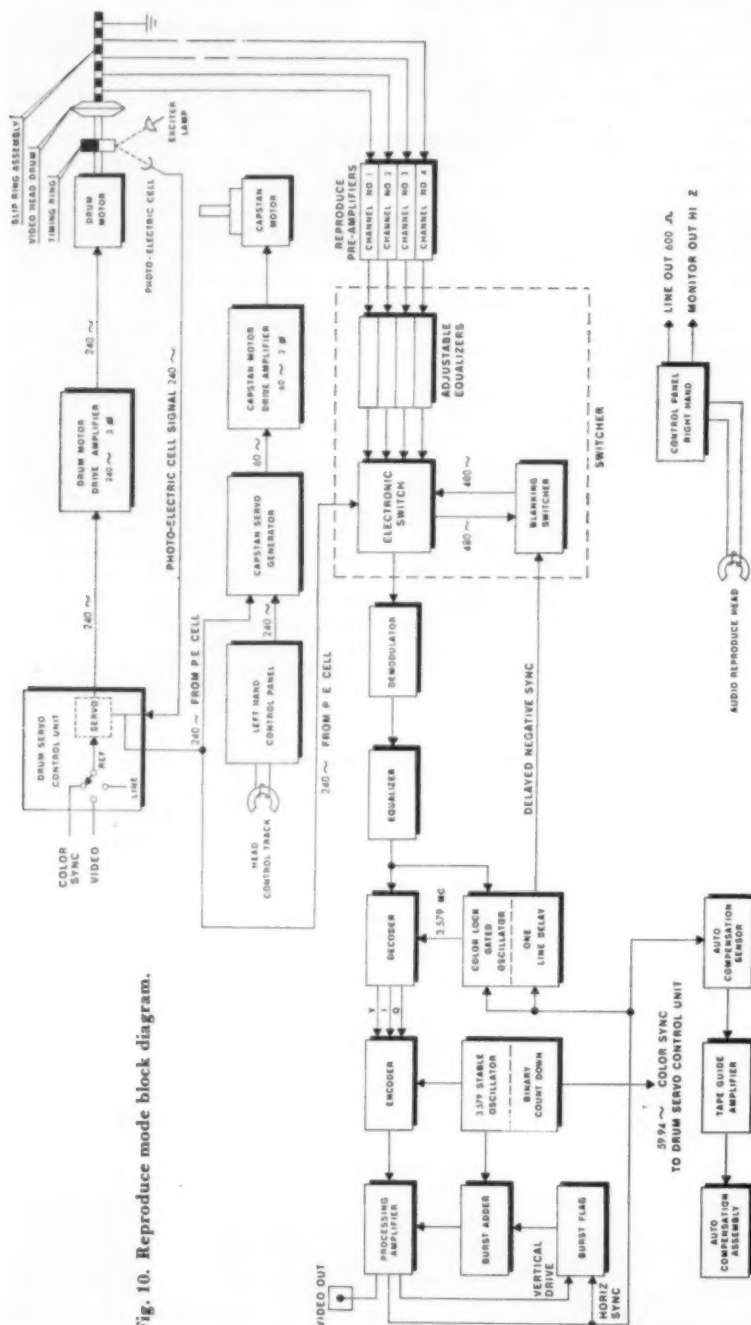 Fig. 10. Reproduce mode block diagram.
SLIP RING ASSEMBLY
VIDEO HEAD DRUM
TIMING RING
DRUM
MOTOR
EXCITER
LAMP
PHOTO-ELECTRIC CELL
240~
DRUM MOTOR
DRIVE AMPLIFIER
240~ 3 Ø
240~
PHOTO-ELECTRIC CELL SIGNAL 240~
DRUM SERVO
CONTROL UNIT
SERVO
REF
LINE
COLOR
SYNC
VIDEO
CAPSTAN
MOTOR
CAPSTAN MOTOR
DRIVE AMPLIFIER
60~ 2 Ø
60~
CAPSTAN SERVO
GENERATOR
240~
LEFT HAND
CONTROL PANEL
240~ FROM P E CELL
HEAD
CONTROL TRACK
240~ FROM P E CELL
REPRODUCE
PRE-AMPLIFIERS
CHANNEL NO. 1
CHANNEL NO 2
CHANNEL NO 3
CHANNEL NO 4
ADJUSTABLE
EQUALIZERS
SWITCHER
ELECTRONIC
SWITCH
480~
480~
BLANKING
SWITCHER
DEMODULATOR
EQUALIZER
DELAYED NEGATIVE SYNC
DECODER
3.579 MC
COLOR LOCK
GATED
OSCILLATOR
ONE
LINE DELAY
Y
I
Q
ENCODER
3.579 STABLE
OSCILLATOR
BINARY
COUNT DOWN
59.94~ COLOR SYNC
TO DRUM SERVO CONTROL UNIT
PROCESSING
AMPLIFIER
BURST ADDER
BURST FLAG
VERTICAL
DRIVE
HORIZ
SYNC
VIDEO OUT
AUTO
COMPENSATION
SENSOR
TAPE GUIDE
AMPLIFIER
AUTO
COMPENSATION
ASSEMBLY
CONTROL PANEL
RIGHT HAND
LINE OUT 600 Ω
MONITOR OUT HI Z
AUDIO REPRODUCE HEAD